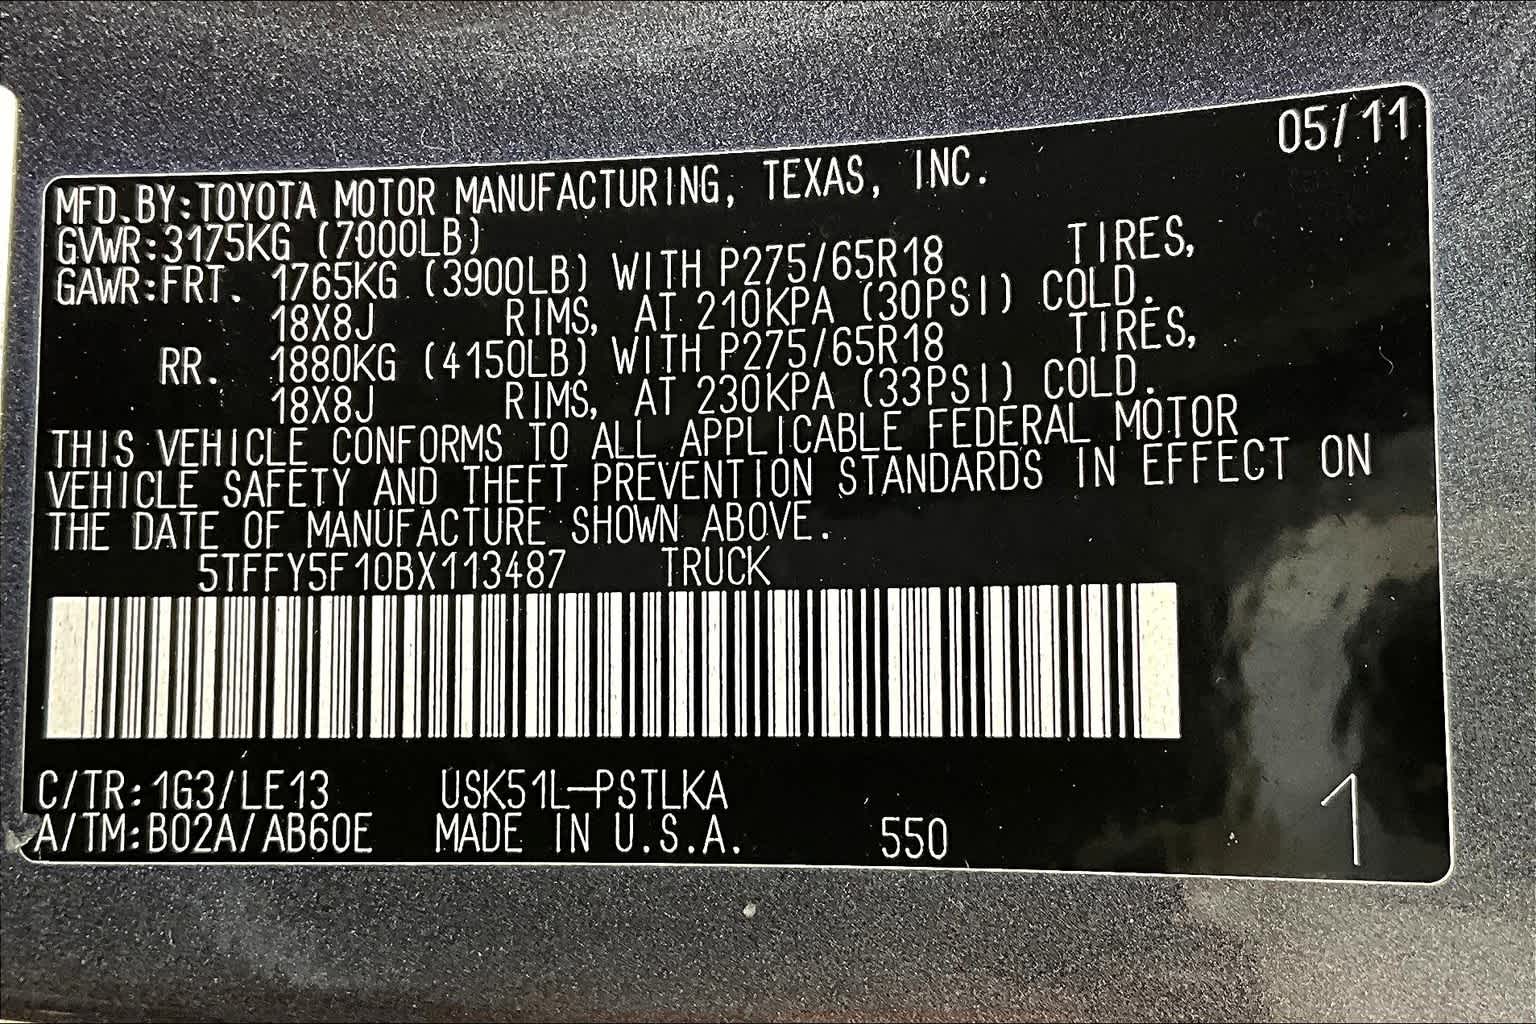 05/11
MFD.BY:TOYOTA MOTOR MANUFACTURING, TEXAS, INC.
GVWR:3175KG (7000LB)
GAWR:FRT. 1765KG (3900LB) WITH P275/65R18 TIRES,
18X8J RIMS, AT 210KPA (30PSI) COLD.
RR. 1880KG (4150LB) WITH P275/65R18 TIRES,
18X8J RIMS, AT 230KPA (33PSI) COLD.
THIS VEHICLE CONFORMS TO ALL APPLICABLE FEDERAL MOTOR
VEHICLE SAFETY AND THEFT PREVENTION STANDARDS IN EFFECT ON
THE DATE OF MANUFACTURE SHOWN ABOVE.
5TFFY5F10BX113487 TRUCK
C/TR:1G3/LE13 USK51L-PSTLKA
A/TM:B02A/AB60E MADE IN U.S.A. 550
1